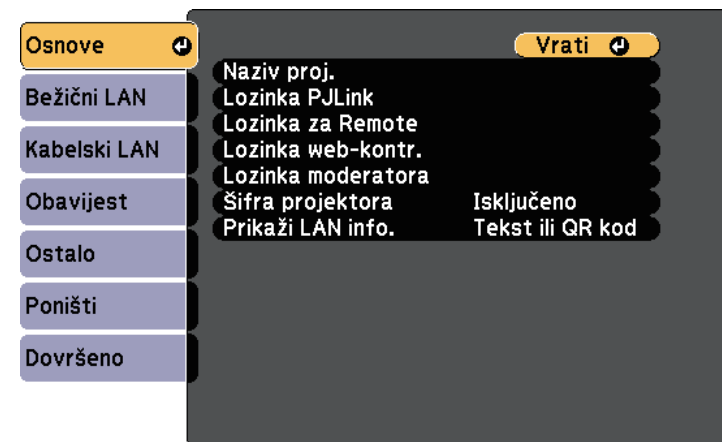 Osnove
Bežični LAN
Kabelski LAN
Obavijest
Ostalo
Poništi
Dovršeno
Vrati
Naziv proj.
Lozinka PJLink
Lozinka za Remote
Lozinka web-kontr.
Lozinka moderatora
Šifra projektora Isključeno
Prikaži LAN info. Tekst ili QR kod